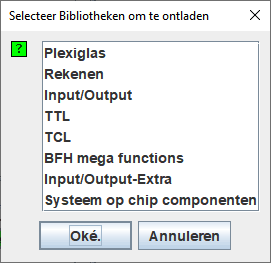 Selecteer Bibliotheken om te ontladen
?
Plexiglas
Rekenen
Input/Output
TTL
TCL
BFH mega functions
Input/Output-Extra
Systeem op chip componenten
Oké.
Annuleren